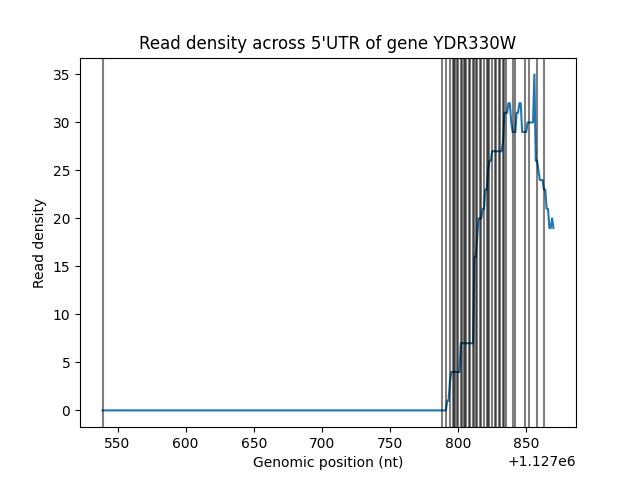 Read density across 5'UTR of gene YDR330W
35
30
25
20
15
10
5
0
Read density
550 600 650 700 750 800 850
+1.127e6
Genomic position (nt)